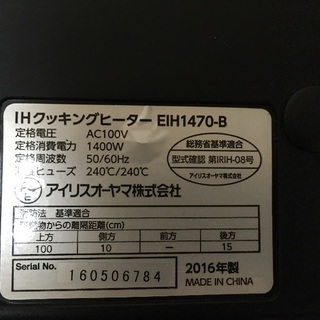 IHクッキングヒーター EIH1470-B
定格電圧 AC100V
定格消費電力 1400W
定格周波数 50/60Hz
ヒューズ 240℃/240℃
総務省基準適合
型式確認 第IRIH-08号
アイリスオーヤマ株式会社
アイリスオーヤマ株式会社
防法 基準適合
物からの離隔距離(cm)
上方 側方 前方 後方
100 10 ー 15
Serial No. 160506784
2016年製
MADE IN CHINA